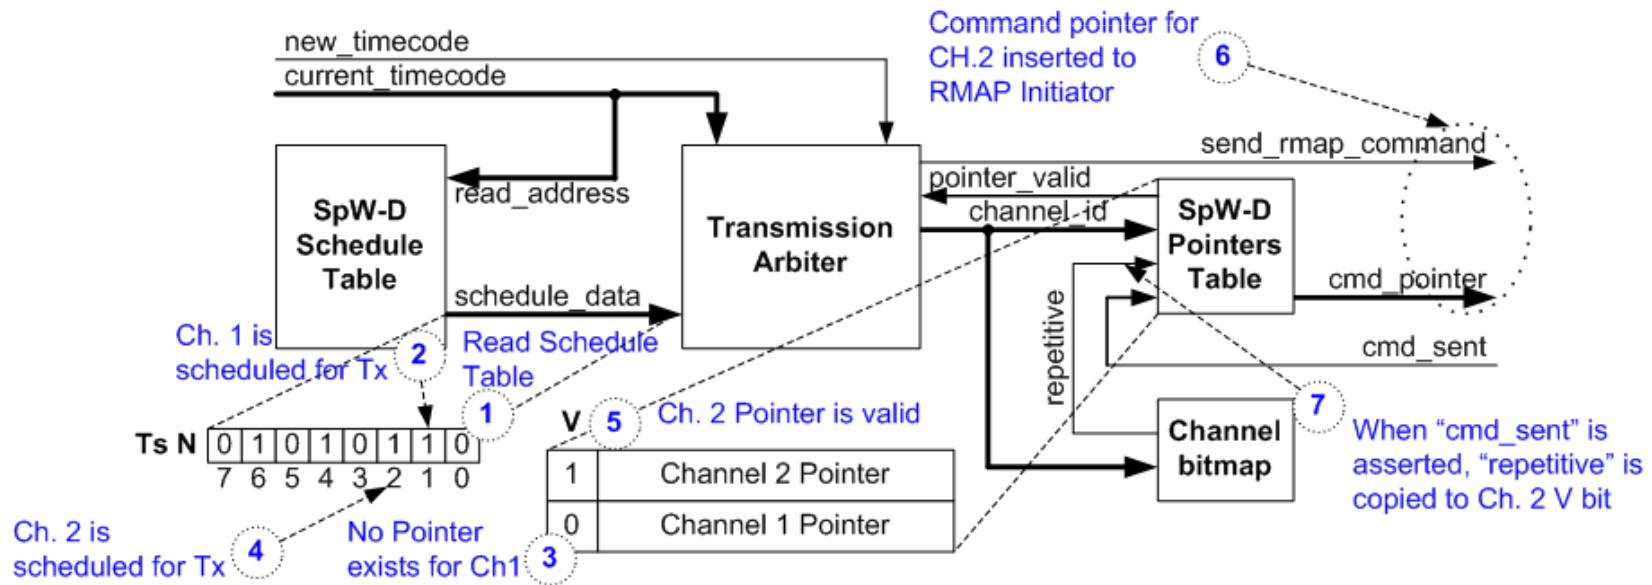 new_timecode
current_timecode
Command pointer for
CH.2 inserted to
RMAP Initiator
6
send_rmap_command
read_address
pointer_valid
channel_id
SpW-D
Schedule
Table
Transmission
Arbiter
SpW-D
Pointers
Table
schedule_data
cmd_pointer
cmd_sent
repetitive
Ch. 1 is
scheduled for Tx
2
Read Schedule
Table
1
V
5
Ch. 2 Pointer is valid
7
Ts N 0 1 0 1 0 1 1 0
7 6 5 4 3 2 1 0
1 Channel 2 Pointer
0 Channel 1 Pointer
Channel
bitmap
When “cmd_sent” is
asserted, “repetitive” is
copied to Ch. 2 V bit
Ch. 2 is
scheduled for Tx
4
No Pointer
exists for Ch1
3